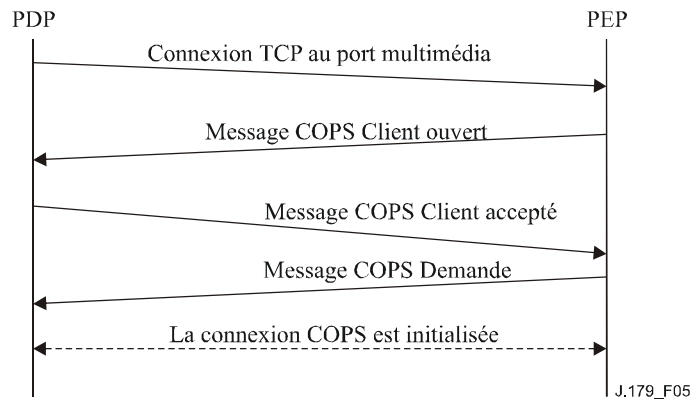 PDP
PEP
Connexion TCP au port multimédia
Message COPS Client ouvert
Message COPS Client accepté
Message COPS Demande
La connexion COPS est initialisée
J.179_F05